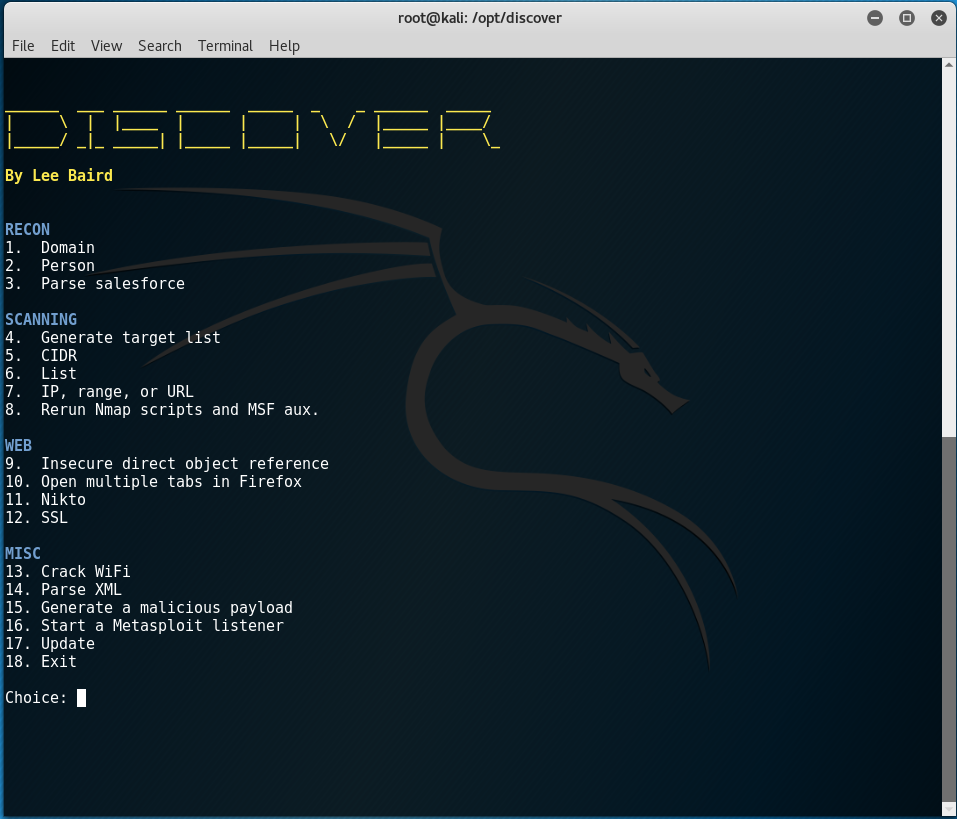 root@kali: /opt/discover
File Edit View Search Terminal Help
DISCOVER
By Lee Baird
RECON
1. Domain
2. Person
3. Parse salesforce
SCANNING
4. Generate target list
5. CIDR
6. List
7. IP, range, or URL
8. Rerun Nmap scripts and MSF aux.
WEB
9. Insecure direct object reference
10. Open multiple tabs in Firefox
11. Nikto
12. SSL
MISC
13. Crack WiFi
14. Parse XML
15. Generate a malicious payload
16. Start a Metasploit listener
17. Update
18. Exit
Choice: